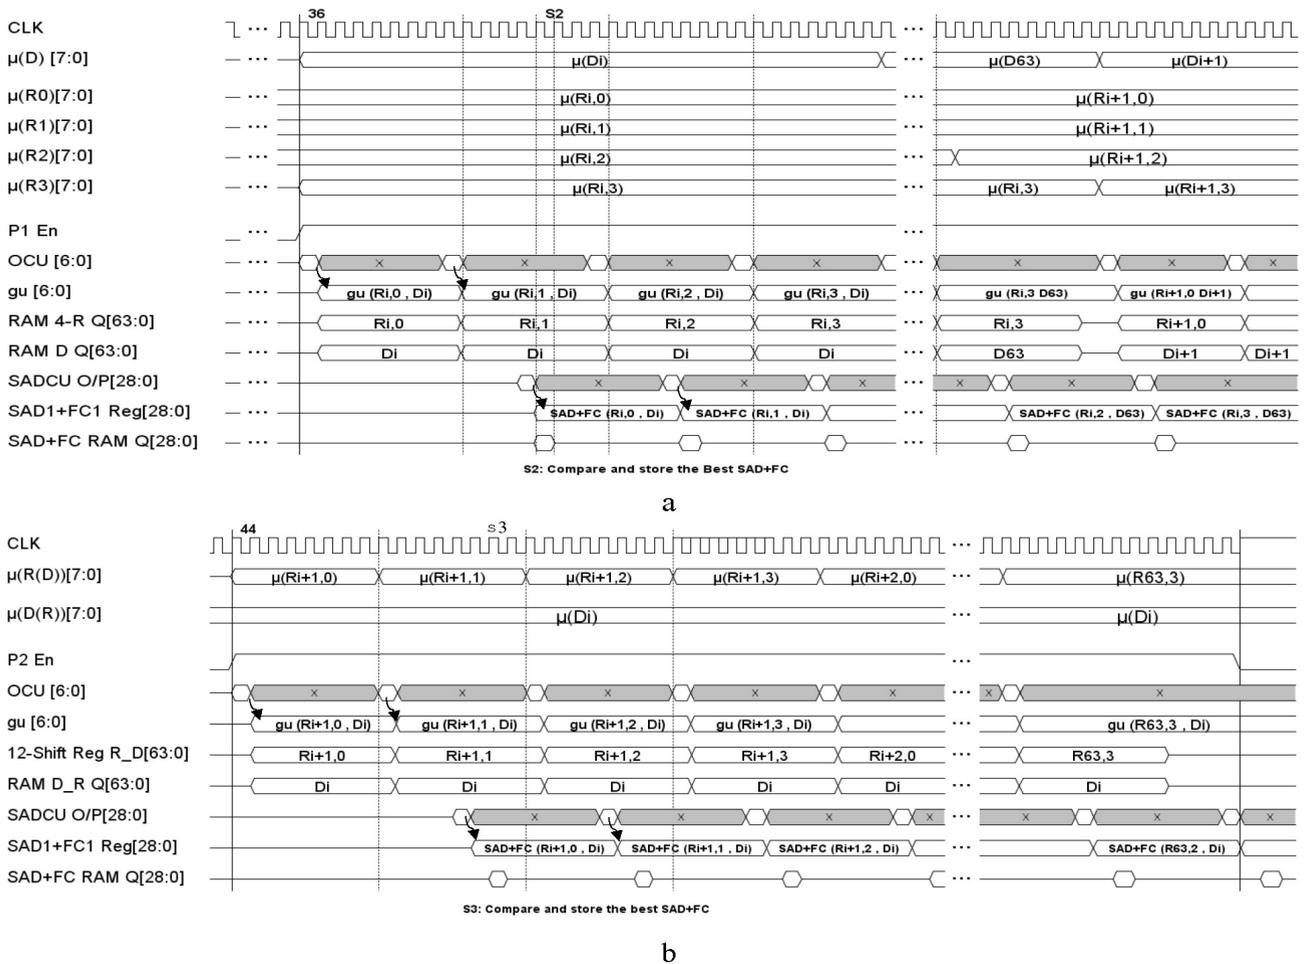 36 S2
CLK ...
μ(D) [7:0] ... μ(Di) ... μ(D63) μ(Di+1)
μ(R0)[7:0] ... μ(Ri,0) ... μ(Ri+1,0)
μ(R1)[7:0] ... μ(Ri,1) ... μ(Ri+1,1)
μ(R2)[7:0] ... μ(Ri,2) ... μ(Ri+1,2)
μ(R3)[7:0] ... μ(Ri,3) ... μ(Ri,3) μ(Ri+1,3)
P1 En ... ...
OCU [6:0] ... × × × × ... × × ×
gu [6:0] ... gu (Ri,0 , Di) gu (Ri,1 , Di) gu (Ri,2 , Di) gu (Ri,3 , Di) ... gu (Ri,3 D63) gu (Ri+1,0 Di+1)
RAM 4-R Q[63:0] ... Ri,0 Ri,1 Ri,2 Ri,3 ... Ri,3 Ri+1,0
RAM D Q[63:0] ... Di Di Di Di ... D63 Di+1 Di+1
SADCU O/P[28:0] ... × × × ... × × ×
SAD1+FC1 Reg[28:0] ... SAD+FC (Ri,0 , Di) SAD+FC (Ri,1 , Di) ... SAD+FC (Ri,2 , D63) SAD+FC (Ri,3 , D63)
SAD+FC RAM Q[28:0] ... ...
S2: Compare and store the Best SAD+FC
a
44 s3
CLK ...
μ(R(D))[7:0] μ(Ri+1,0) μ(Ri+1,1) μ(Ri+1,2) μ(Ri+1,3) μ(Ri+2,0) ... μ(R63,3)
μ(D(R))[7:0] μ(Di) ... μ(Di)
P2 En ...
OCU [6:0] × × × × × ... × ×
gu [6:0] gu (Ri+1,0 , Di) gu (Ri+1,1 , Di) gu (Ri+1,2 , Di) gu (Ri+1,3 , Di) ... gu (R63,3 , Di)
12-Shift Reg R_D[63:0] Ri+1,0 Ri+1,1 Ri+1,2 Ri+1,3 Ri+2,0 ... R63,3
RAM D_R Q[63:0] Di Di Di Di Di ... Di
SADCU O/P[28:0] × × × × ... × × ×
SAD1+FC1 Reg[28:0] SAD+FC (Ri+1,0 , Di) SAD+FC (Ri+1,1 , Di) SAD+FC (Ri+1,2 , Di) ... SAD+FC (R63,2 , Di)
SAD+FC RAM Q[28:0] ...
S3: Compare and store the best SAD+FC
b